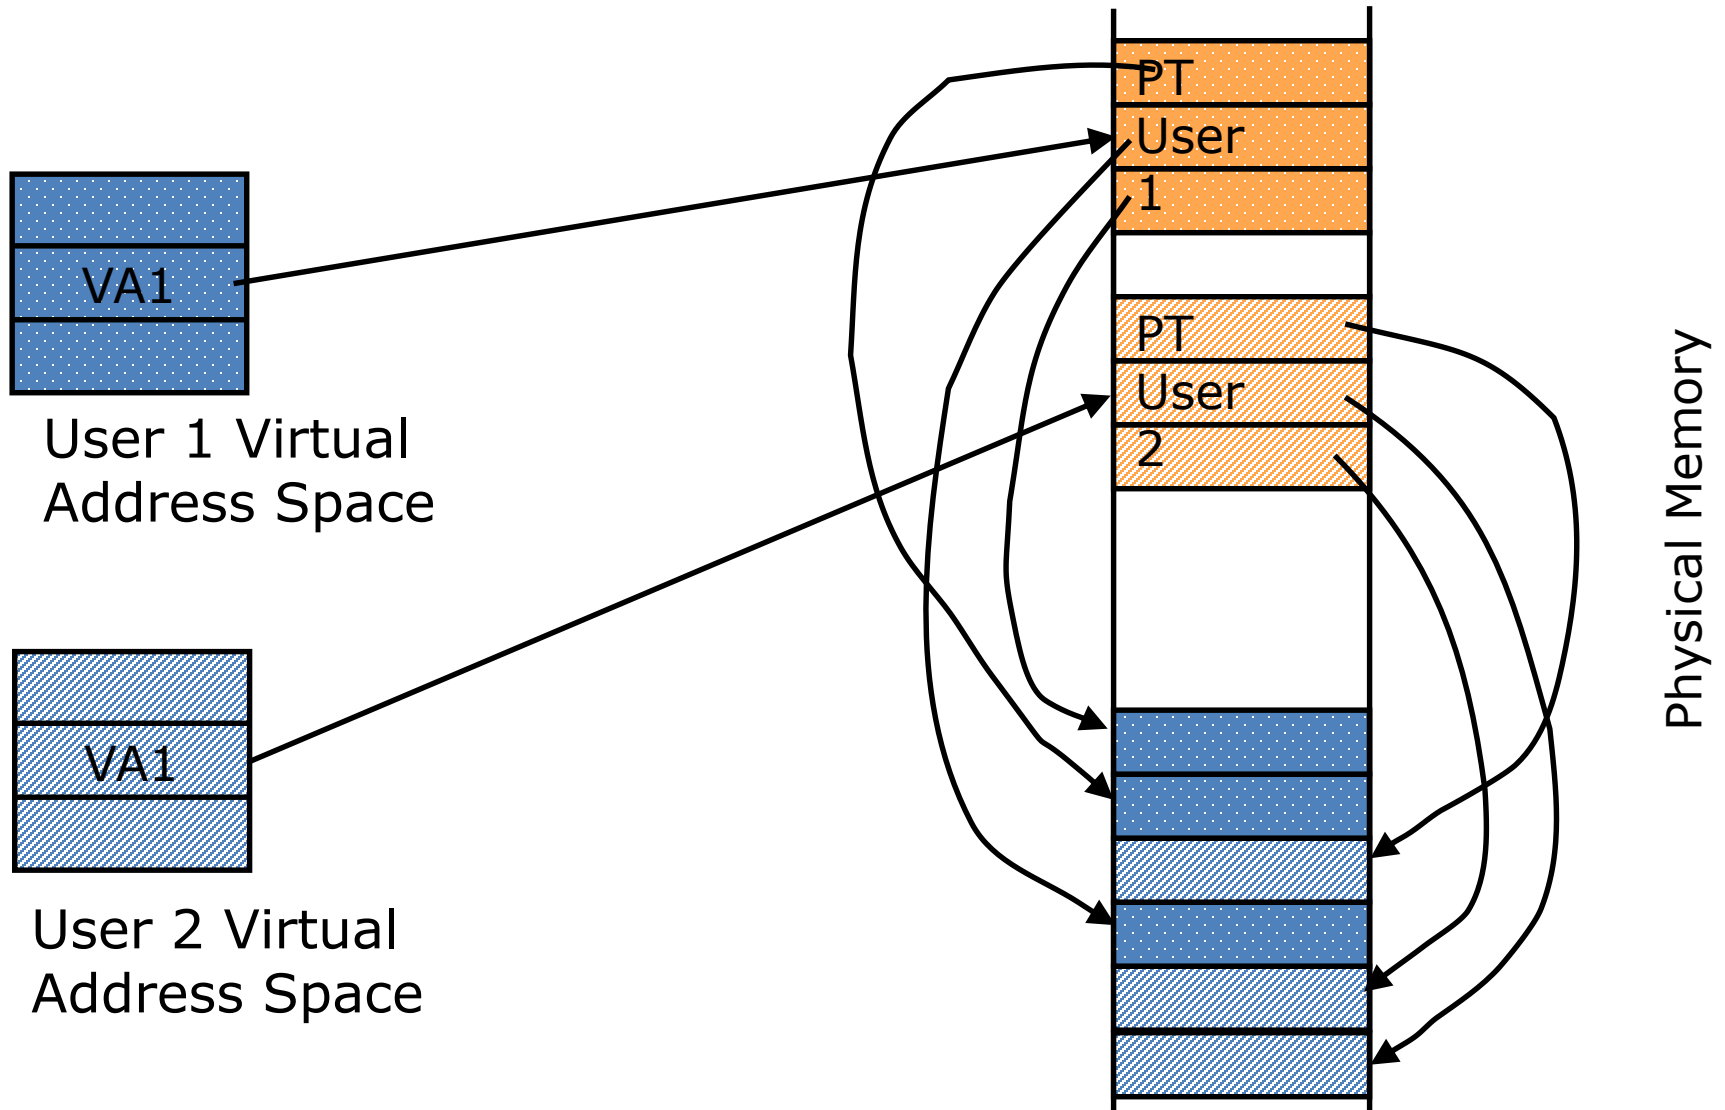 PT
User
1
VA1
User 1 Virtual
Address Space
PT
User
2
VA1
User 2 Virtual
Address Space
Physical Memory